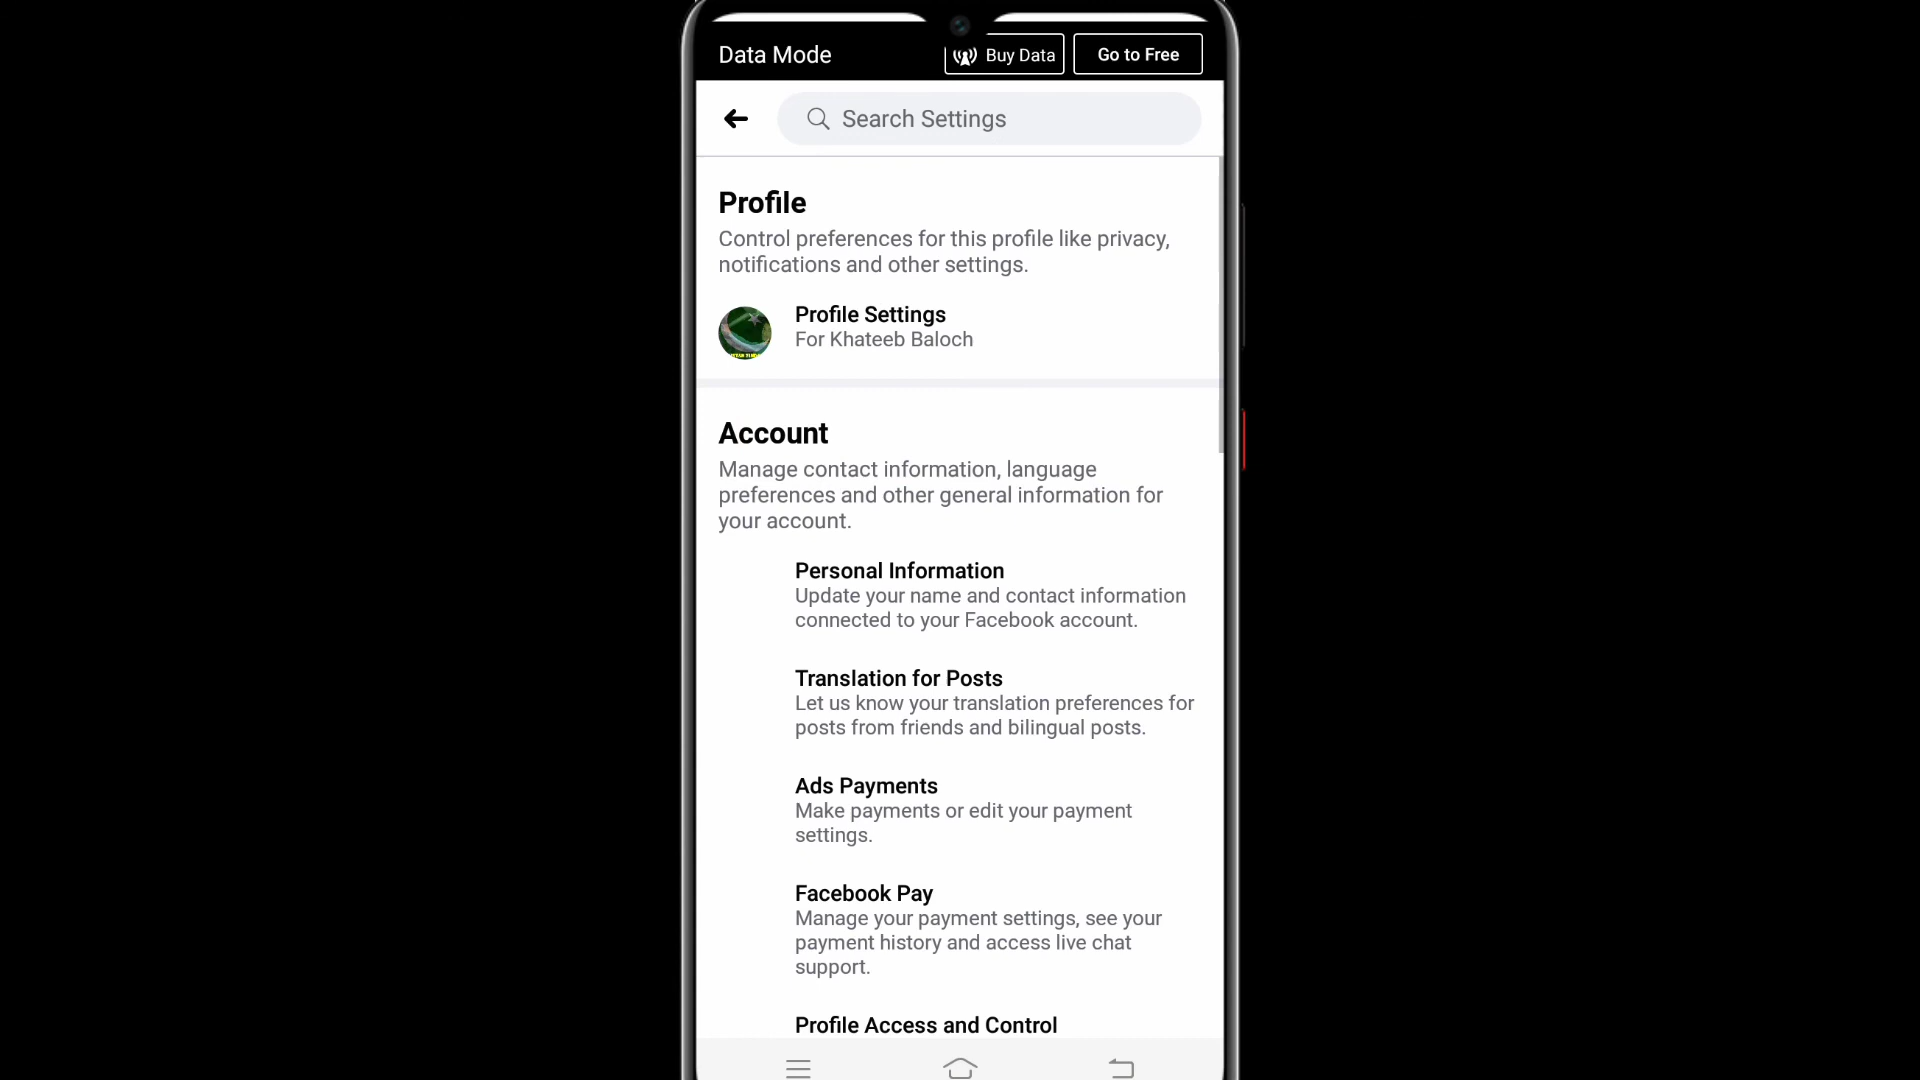 Data Mode
Buy Data
Go to Free
Search Settings
Profile
Control preferences for this profile like privacy,
notifications and other settings.
Profile Settings
For Khateeb Baloch
Account
Manage contact information, language
preferences and other general information for
your account.
Personal Information
Update your name and contact information
connected to your Facebook account.
Translation for Posts
Let us know your translation preferences for
posts from friends and bilingual posts.
Ads Payments
Make payments or edit your payment
settings.
Facebook Pay
Manage your payment settings, see your
payment history and access live chat
support.
Profile Access and Control